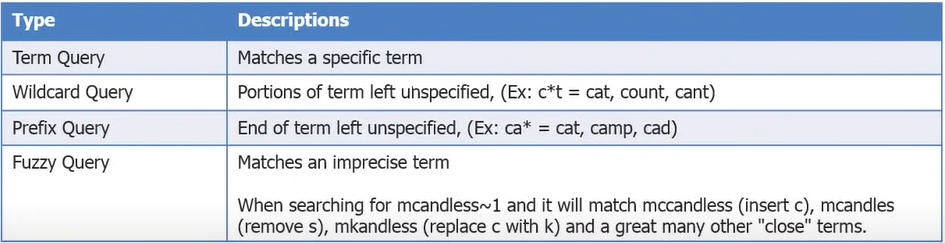 Type Descriptions
Term Query Matches a specific term
Wildcard Query Portions of term left unspecified, (Ex: c*t = cat, count, cant)
Prefix Query End of term left unspecified, (Ex: ca* = cat, camp, cad)
Fuzzy Query Matches an imprecise term
When searching for mcandless~1 and it will match mccandless (insert c), mcandles
(remove s), mkandless (replace c with k) and a great many other "close" terms.